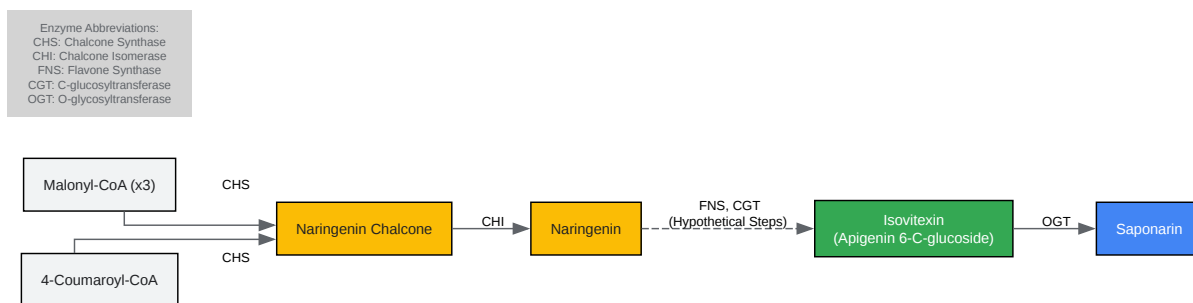 Enzyme Abbreviations:
CHS: Chalcone Synthase
CHI: Chalcone Isomerase
FNS: Flavone Synthase
CGT: C-glucosyltransferase
OGT: O-glycosyltransferase
Malonyl-CoA (x3)
CHS
4-Coumaroyl-CoA
CHS
Naringenin Chalcone
CHI
Naringenin
FNS, CGT
(Hypothetical Steps)
Isovitexin
(Apigenin 6-C-glucoside)
OGT
Saponarin